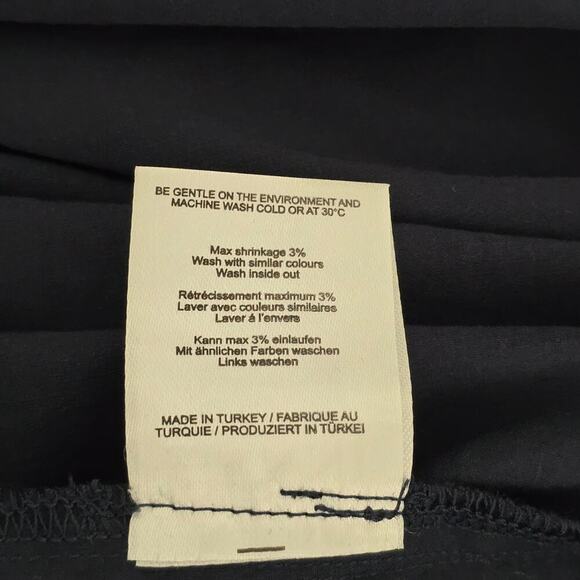 BE GENTLE ON THE ENVIRONMENT AND
MACHINE WASH COLD OR AT 30°C
Max shrinkage 3%
Wash with similar colours
Wash inside out
Rétrécissement maximum 3%
Laver avec couleurs similaires
Laver á l'envers
Kann max 3% einlaufen
Mit ähnlichen Farben waschen
Links waschen
MADE IN TURKEY / FABRIQUE AU
TURQUIE / PRODUZIERT IN TÜRKEI